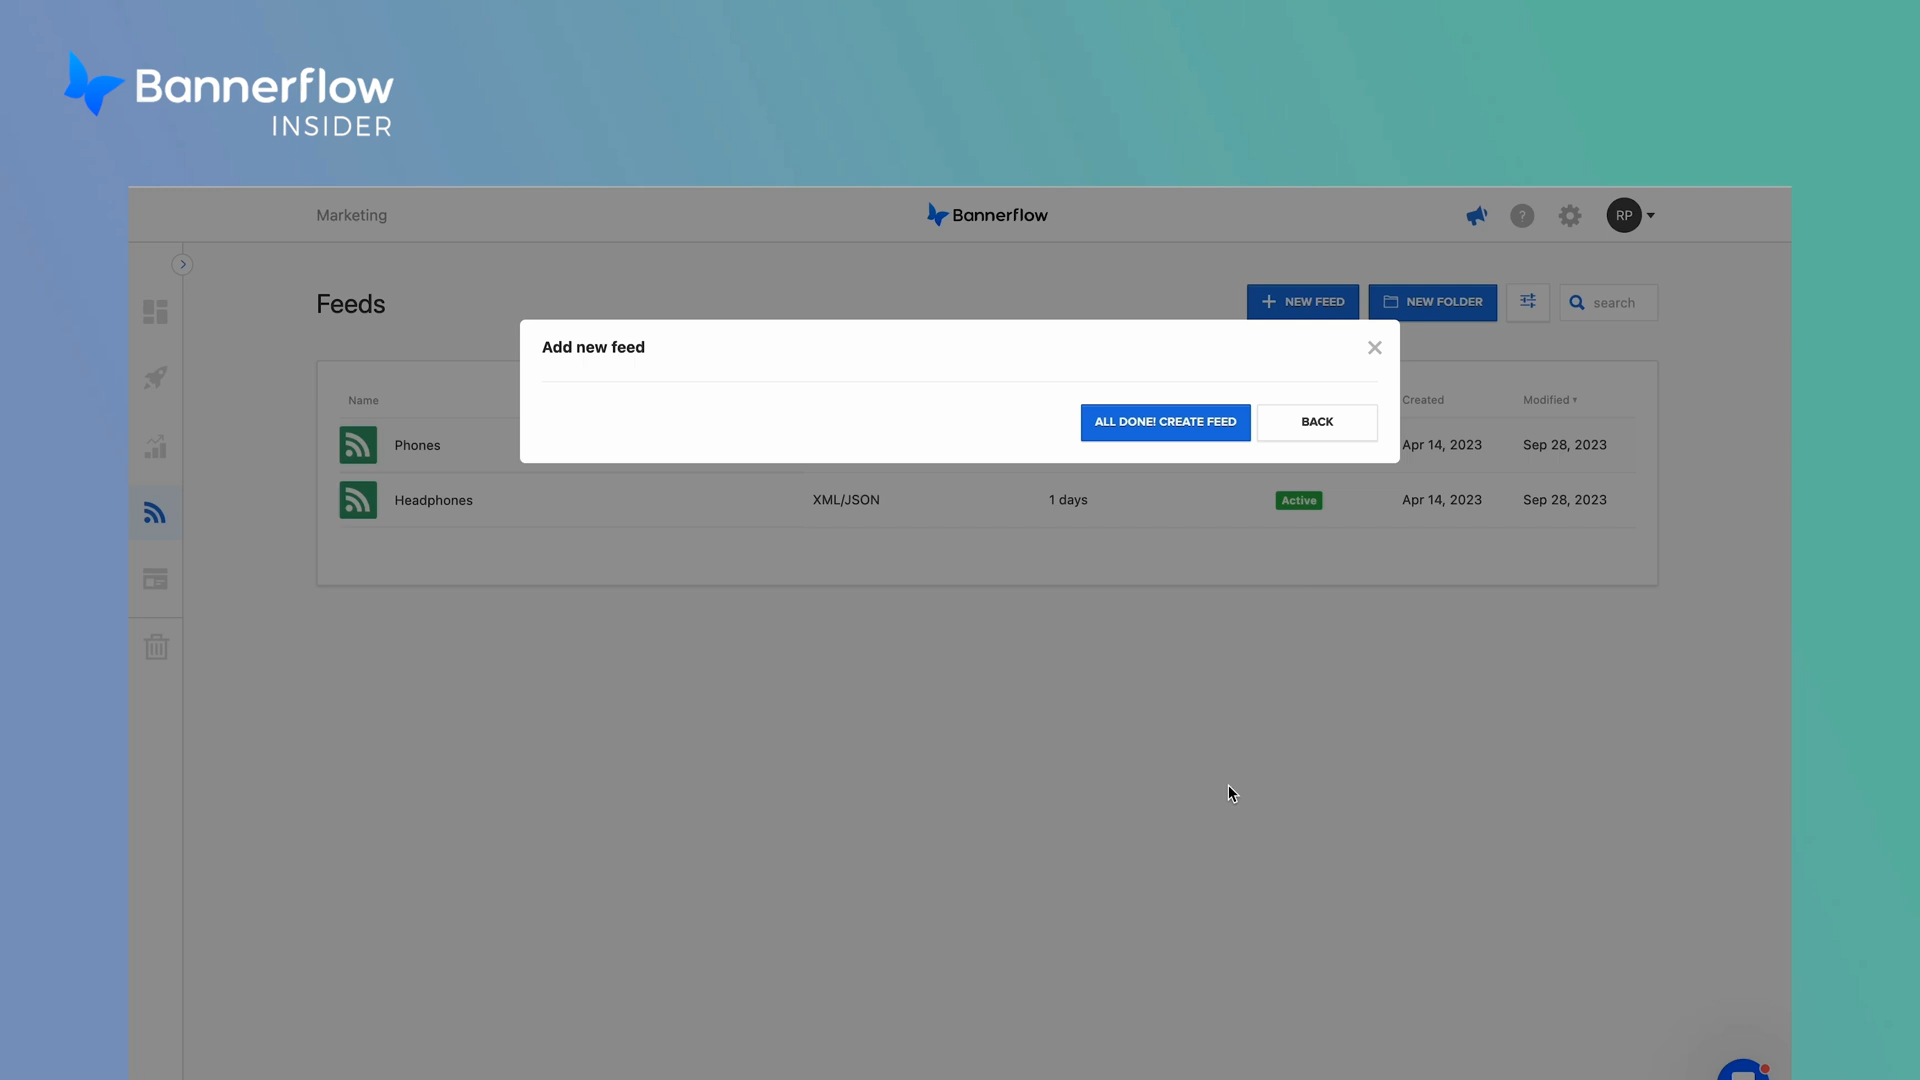 Bannerflow
INSIDER
Marketing
Bannerflow
?
RP
Feeds
NEW FEED
NEW FOLDER
search
Add new feed
ALL DONE! CREATE FEED
BACK
Name
Created
Modified
Phones
Apr 14, 2023
Sep 28, 2023
Headphones
XML/JSON
1 days
Active
Apr 14, 2023
Sep 28, 2023